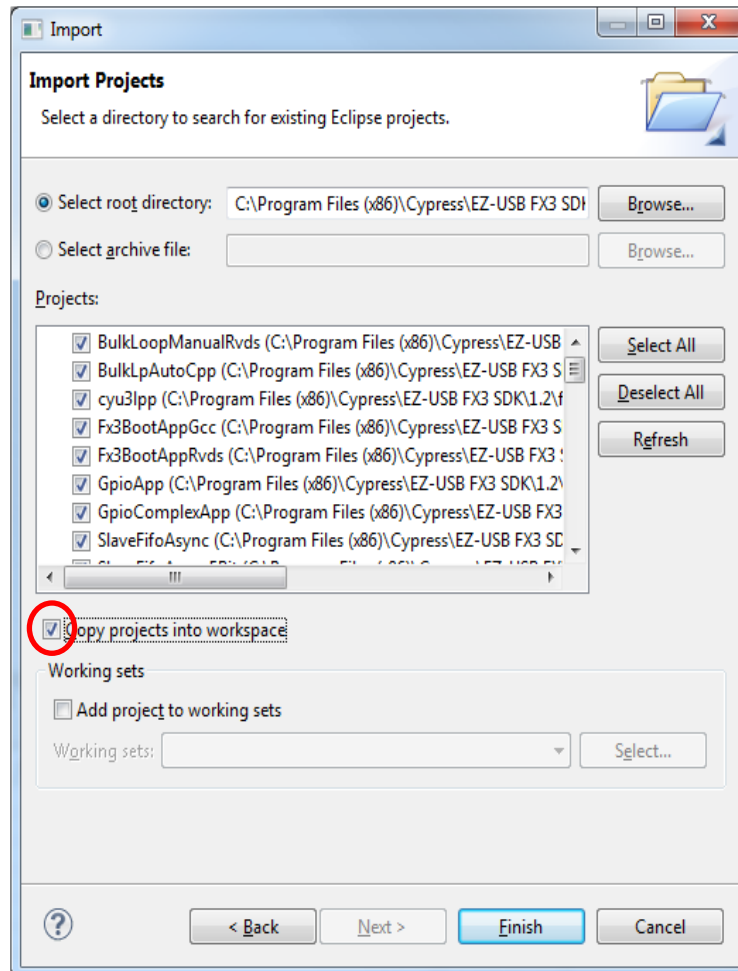 Import
Import Projects
Select a directory to search for existing Eclipse projects.
Select root directory: C:\Program Files (x86)\Cypress\EZ-USB FX3 SDK Browse...
Select archive file: Browse...
Projects:
BulkLoopManualRvds (C:\Program Files (x86)\Cypress\EZ-USB
BulkLpAutoCpp (C:\Program Files (x86)\Cypress\EZ-USB FX3 S
cyu3lpp (C:\Program Files (x86)\Cypress\EZ-USB FX3 SDK\1.2\f
Fx3BootAppGcc (C:\Program Files (x86)\Cypress\EZ-USB FX3 S
Fx3BootAppRvds (C:\Program Files (x86)\Cypress\EZ-USB FX3
GpioApp (C:\Program Files (x86)\Cypress\EZ-USB FX3 SDK\1.2\
GpioComplexApp (C:\Program Files (x86)\Cypress\EZ-USB FX3
SlaveFifoAsync (C:\Program Files (x86)\Cypress\EZ-USB FX3 SD
Select All
Deselect All
Refresh
Copy projects into workspace
Working sets
Add project to working sets
Working sets: Select...
? < Back Next > Finish Cancel